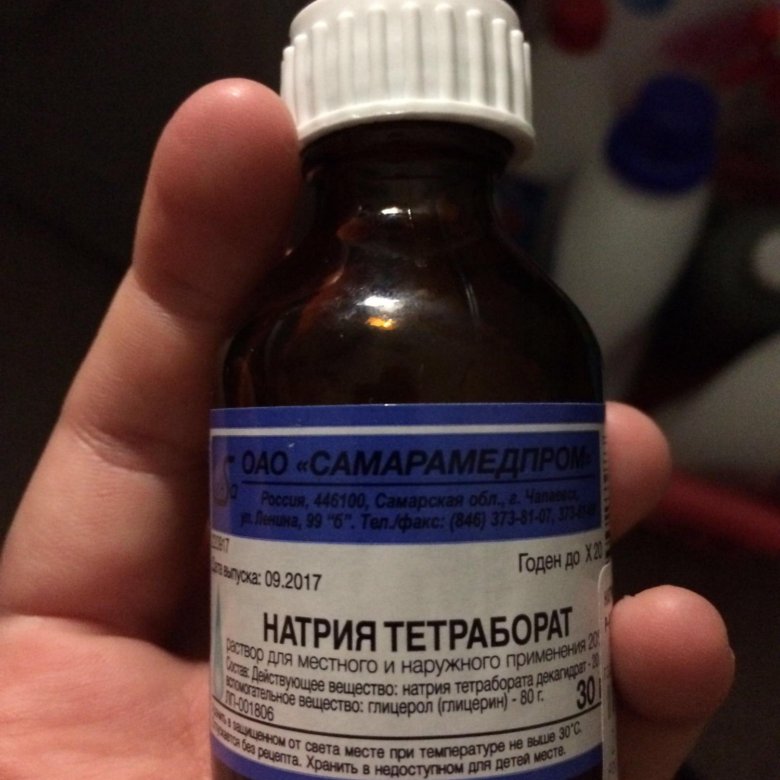 ОАО «САМАРАМЕДПРОМ»
Россия, 446100, Самарская обл., г. Чапаевск,
ул. Ленина, 99 "б". Тел./факс: (846) 373-81-07,
Годен до X 20
Дата выпуска: 09.2017
НАТРИЯ ТЕТРАБОРАТ
раствор для местного и наружного применения 20%
Состав: Действующее вещество: натрия тетрабората декагидрат - 20
вспомогательное вещество: глицерол (глицерин) - 80 г.
30
ЛП-001806
в защищенном от света месте при температуре не выше 30°С.
без рецепта. Хранить в недоступном для детей месте.